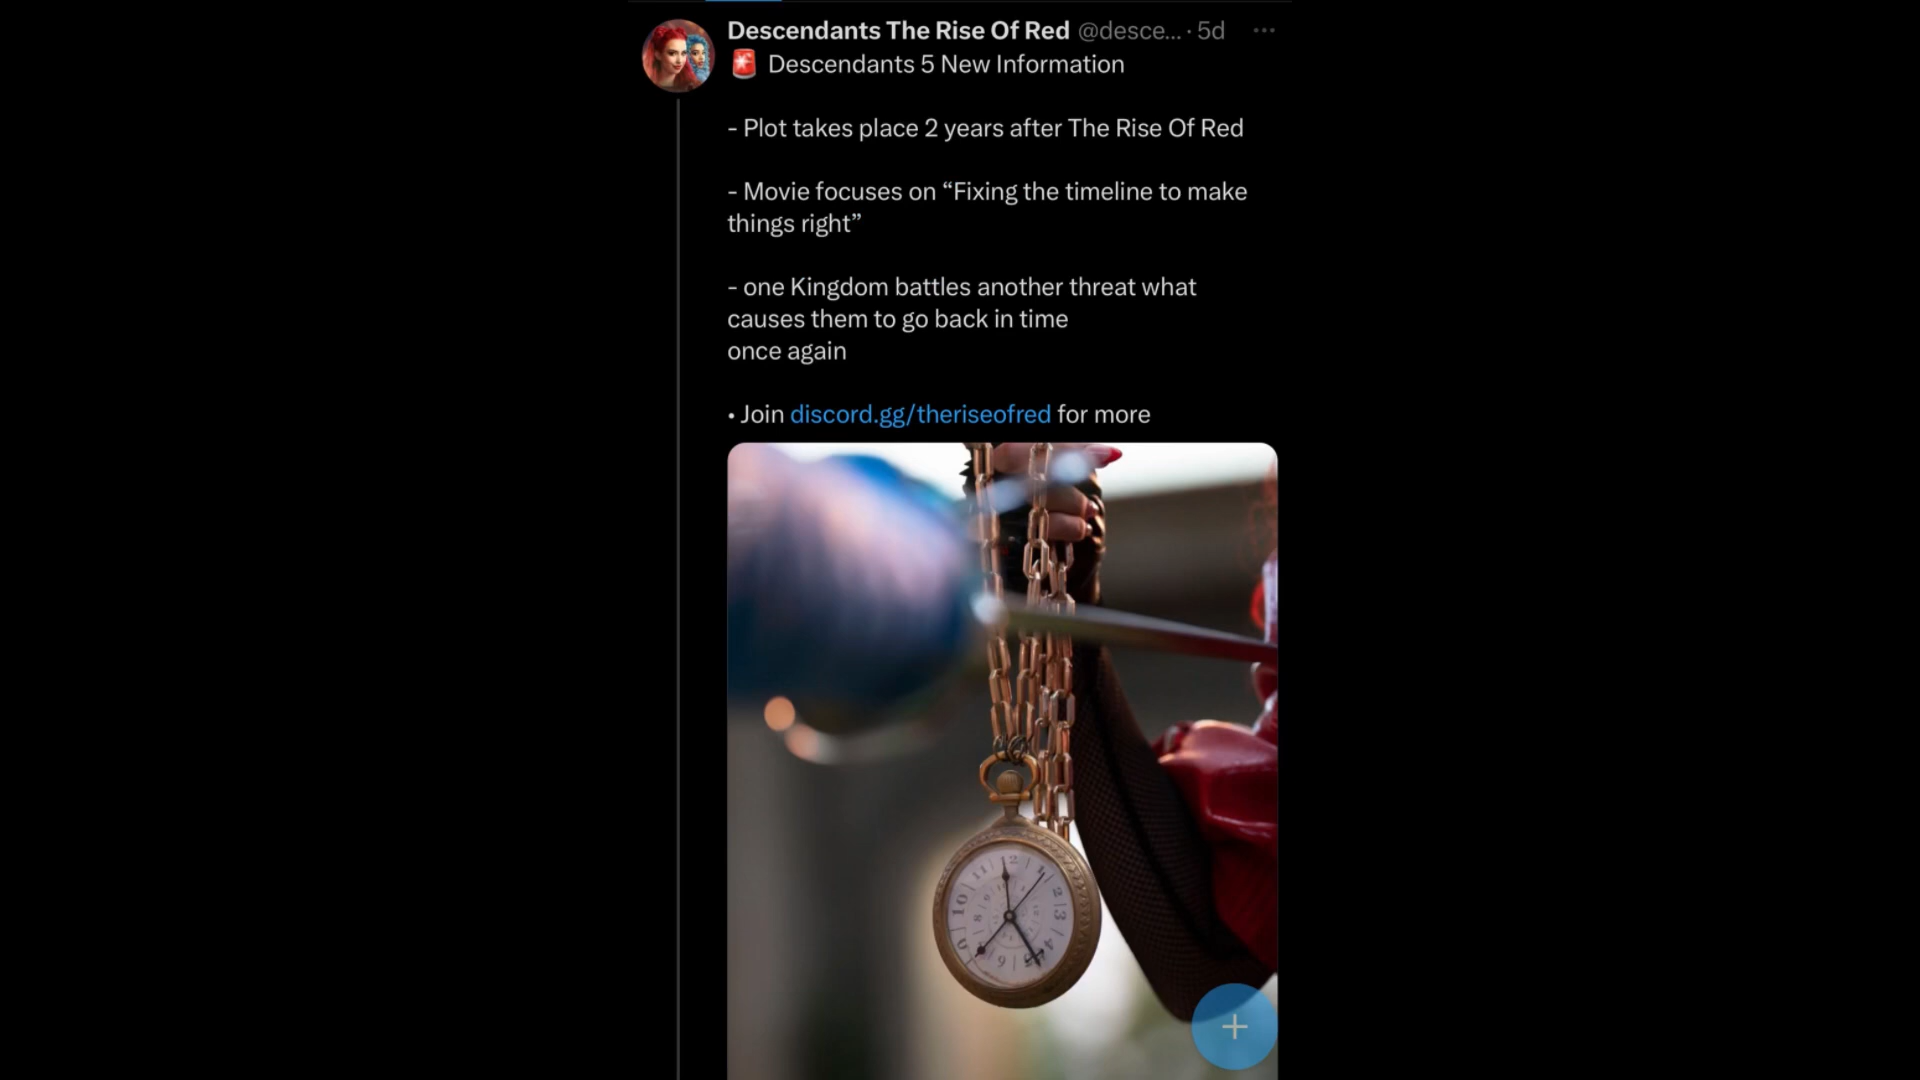 Descendants The Rise Of Red @desce... · 5d
🚨 Descendants 5 New Information
- Plot takes place 2 years after The Rise Of Red
- Movie focuses on “Fixing the timeline to make
things right”
- one Kingdom battles another threat what
causes them to go back in time
once again
• Join discord.gg/theriseofred for more